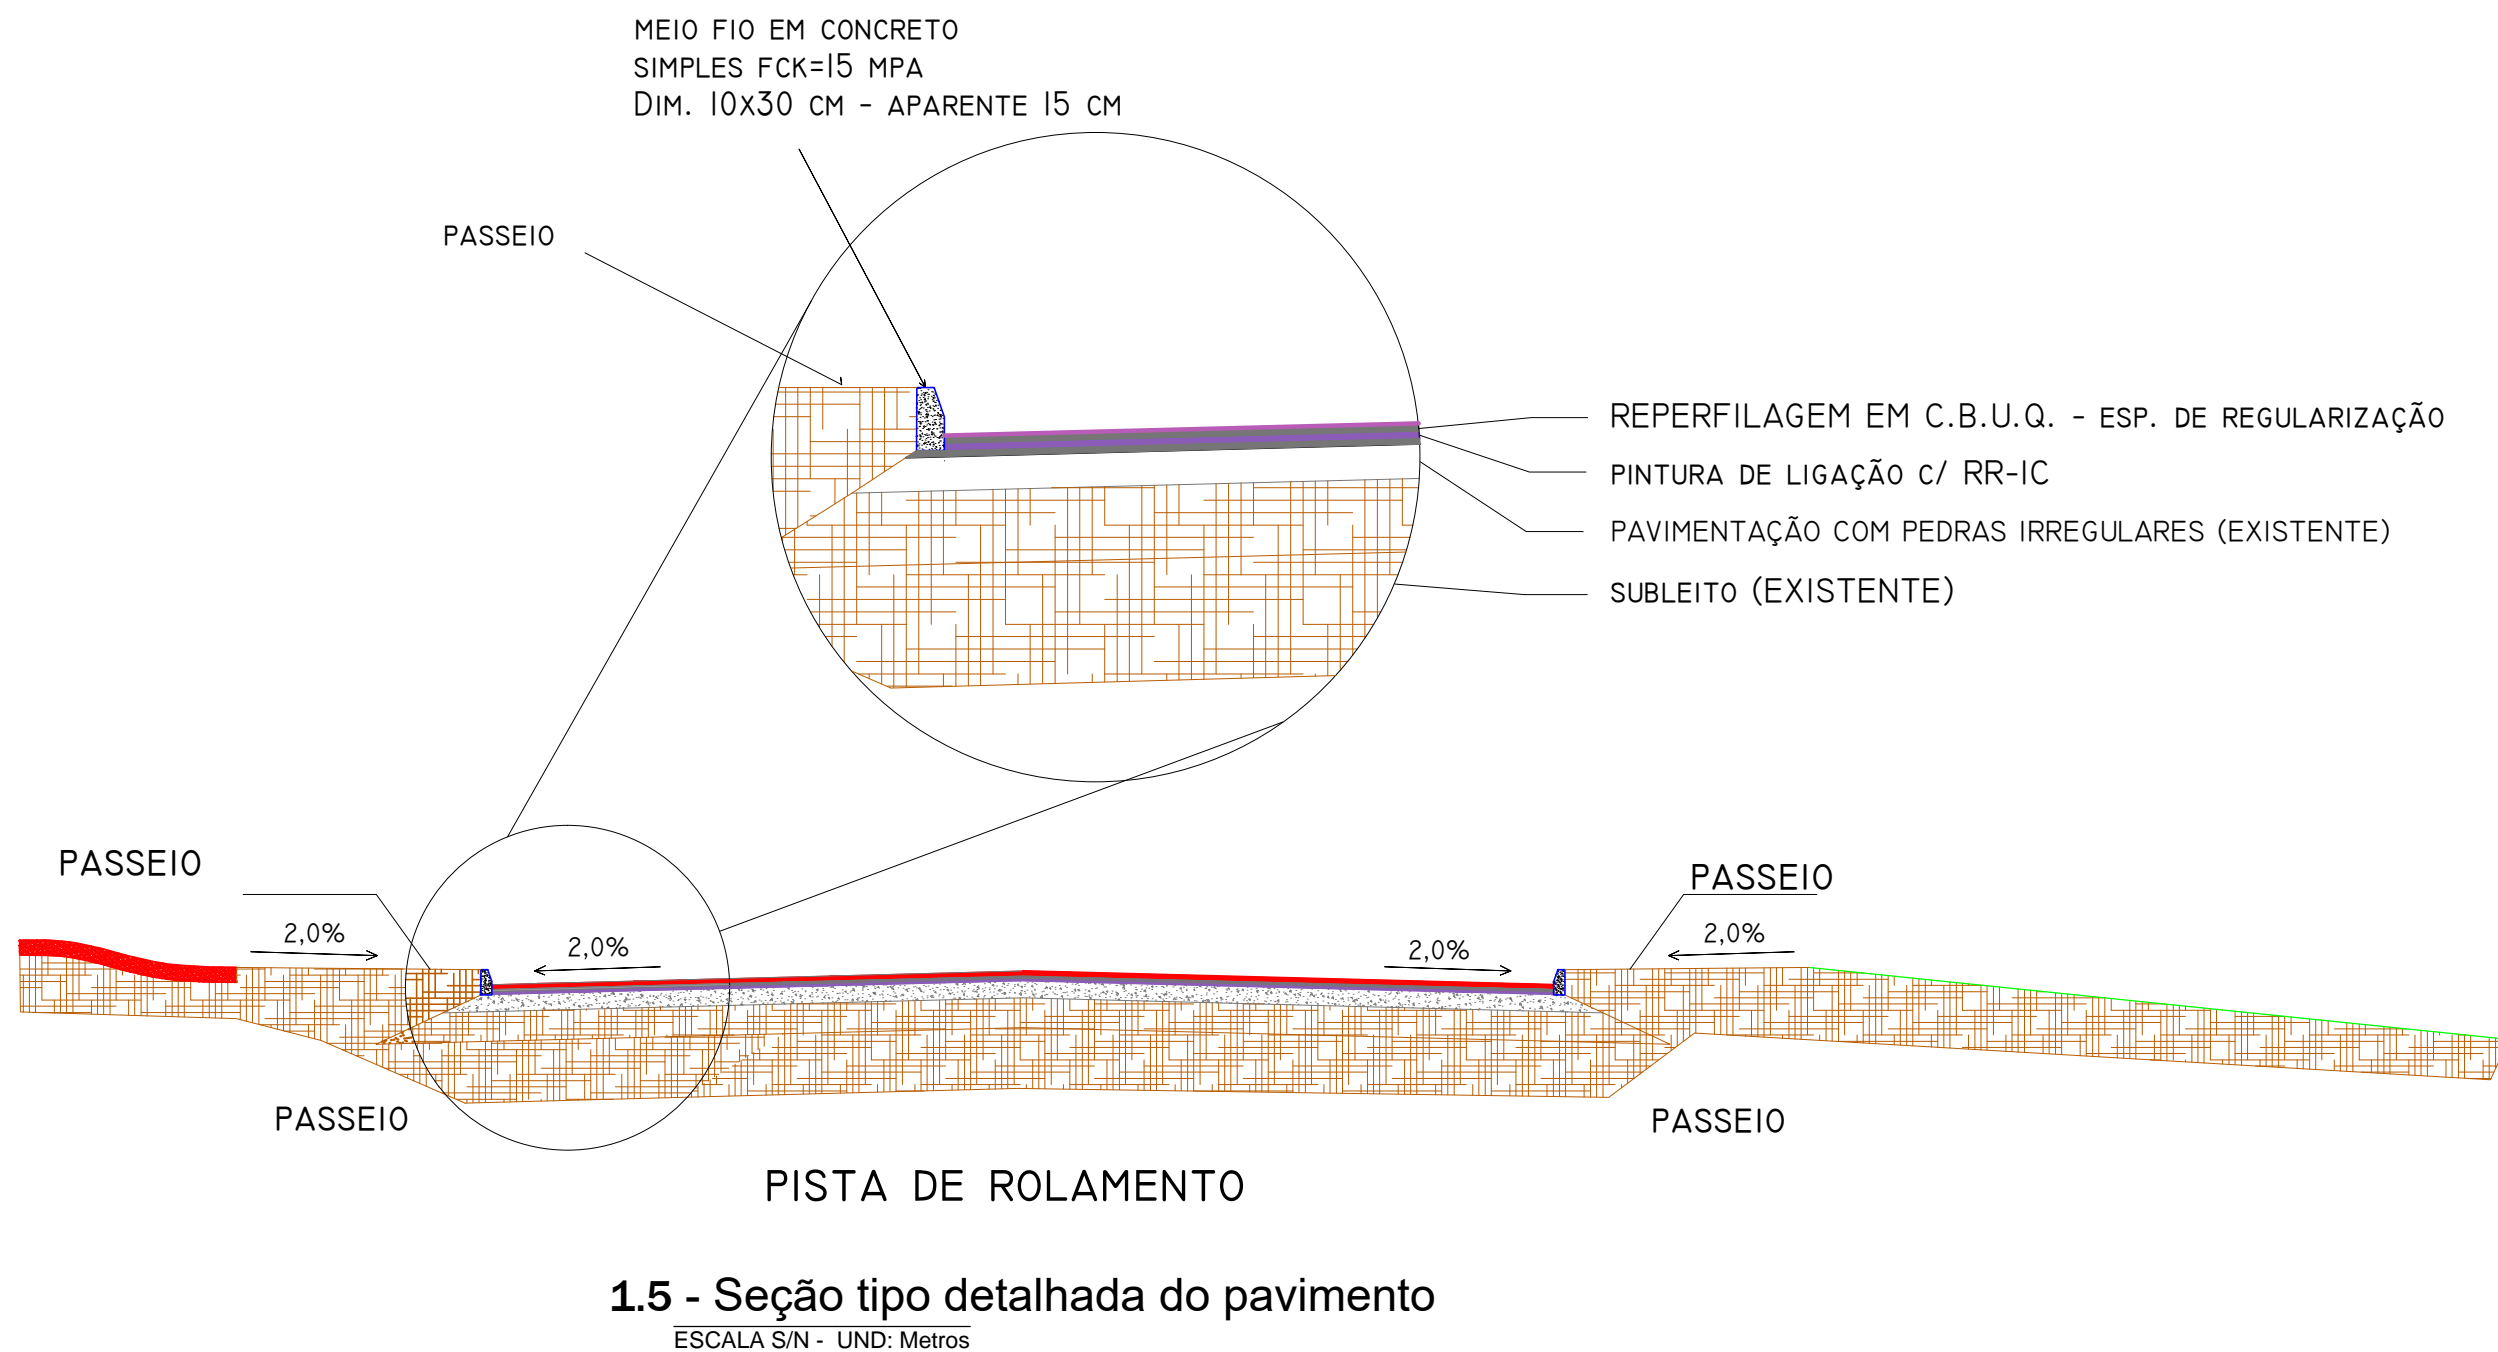 MEIO FIO EM CONCRETO
SIMPLES FCK=15 MPA
DIM. 10X30 CM - APARENTE 15 CM
PASSEIO
REPERFILAGEM EM C.B.U.Q. - ESP. DE REGULARIZAÇÃO
PINTURA DE LIGAÇÃO C/ RR-1C
PAVIMENTAÇÃO COM PEDRAS IRREGULARES (EXISTENTE)
SUBLEITO (EXISTENTE)
PASSEIO
PASSEIO
2,0%
2,0%
2,0%
2,0%
PASSEIO
PASSEIO
PISTA DE ROLAMENTO
1.5 - Seção tipo detalhada do pavimento
ESCALA S/N - UND: Metros